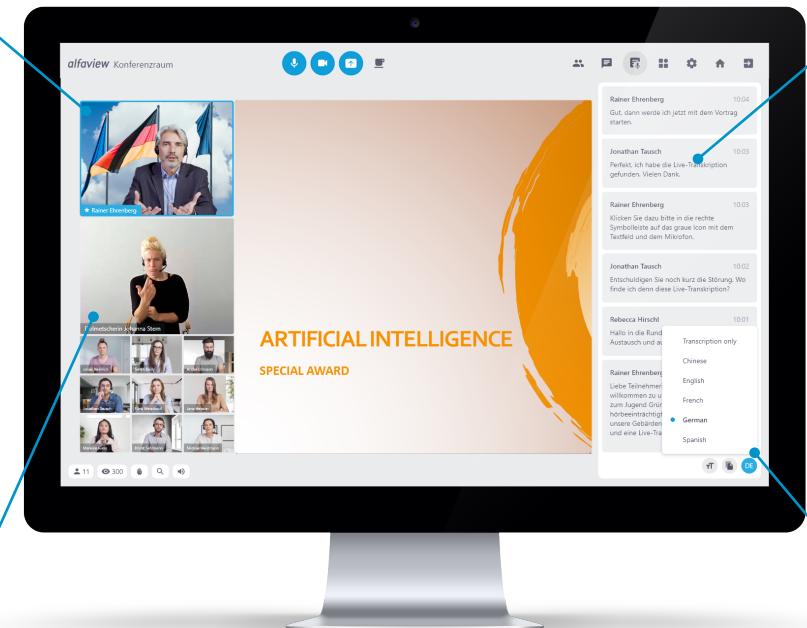 alfaview Konferenzraum
★ Rainer Ehrenberg
Dolmetscherin Johanna Stern
ARTIFICIAL INTELLIGENCE
SPECIAL AWARD
11
300
Rainer Ehrenberg 10:04
Gut, dann werde ich jetzt mit dem Vortrag
starten.
Jonathan Tausch 10:03
Perfekt, ich habe die Live-Transkription
gefunden. Vielen Dank.
Rainer Ehrenberg 10:03
Klicken Sie dazu bitte in die rechte
Symbolleiste auf das graue Icon mit dem
Textfeld und dem Mikrofon.
Jonathan Tausch 10:02
Entschuldigen Sie noch kurz die Störung. Wo
finde ich denn diese Live-Transkription?
Rebecca Hirschl 10:01
Hallo in die Rund
Austausch und au
Rainer Ehrenberg
Liebe Teilnehmer
willkommen zu u
zum Jugend Grün
hörbeeinträchtig
unsere Gebärden
und eine Live-Tra
Transcription only
Chinese
English
French
German
Spanish
DE